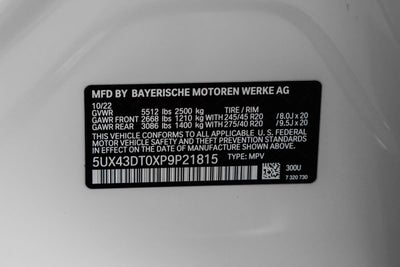 MFD BY BAYERISCHE MOTOREN WERKE AG
10/22
GVWR 5512 lbs 2500 kg TIRE / RIM
GAWR FRONT 2668 lbs 1210 kg WITH 245/45 R20 / 8.0J x 20
GAWR REAR 3086 lbs 1400 kg WITH 275/40 R20 / 9.5J x 20
THIS VEHICLE CONFORMS TO ALL APPLICABLE U. S. FEDERAL
MOTOR VEHICLE SAFETY STANDARDS IN EFFECT ON THE
DATE OF MANUFACTURE SHOWN ABOVE.
5UX43DT0XP9P21815 TYPE: MPV
300U
7 320 730